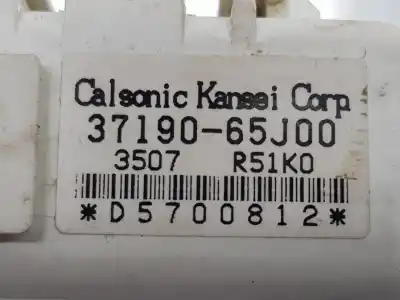 Calsonic Kansei Corp
37190-65J00
3507 R51K0
*D5700812*